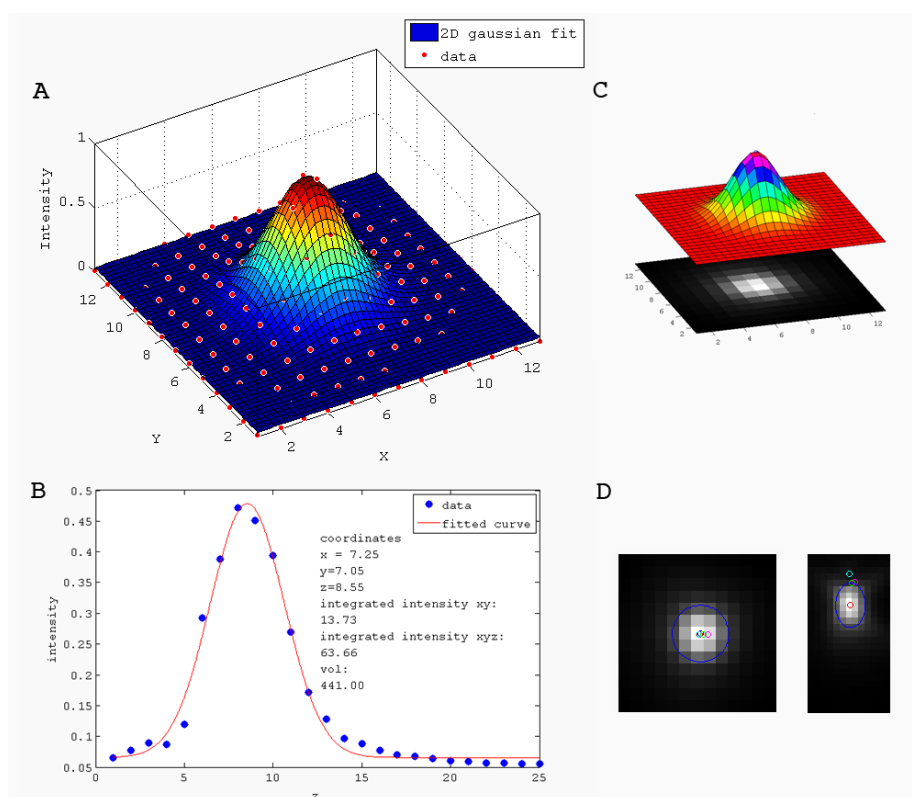 2D gaussian fit
data
A
1
0.5
0
Intensity
12
10
8
6
4
2
Y
2
4
6
8
10
12
X
C
12
10
8
6
4
2
2
4
6
8
10
12
B
0.5
0.45
0.4
0.35
0.3
0.25
0.2
0.15
0.1
0.05
intensity
0
5
10
15
20
25
z
data
fitted curve
coordinates
x = 7.25
y=7.05
z=8.55
integrated intensity xy:
13.73
integrated intensity xyz:
63.66
vol:
441.00
D